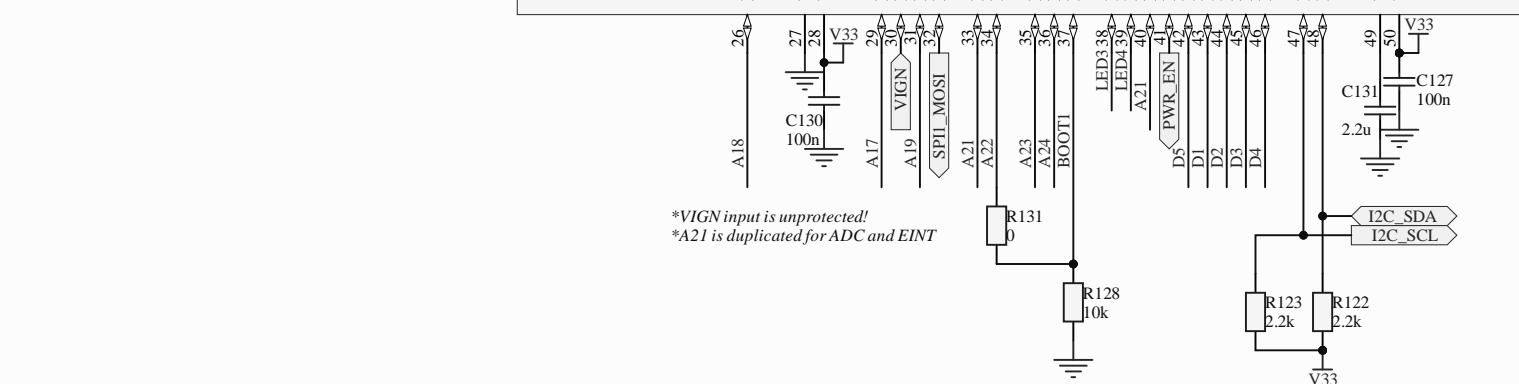 26
27
28
V33
29
30
31
32
33
34
35
36
37
38
39
40
41
42
43
44
45
46
47
48
49
50
V33
LED3
LED4
A21
PWR_EN
VIGN
SPI1_MOSI
C130
100n
C131
2.2u
C127
100n
A18
A17
A19
A21
A22
A23
A24
BOOT1
D5
D1
D2
D3
D4
*VIGN input is unprotected!
*A21 is duplicated for ADC and EINT
R131
0
I2C_SDA
I2C_SCL
R128
10k
R123
2.2k
R122
2.2k
V33